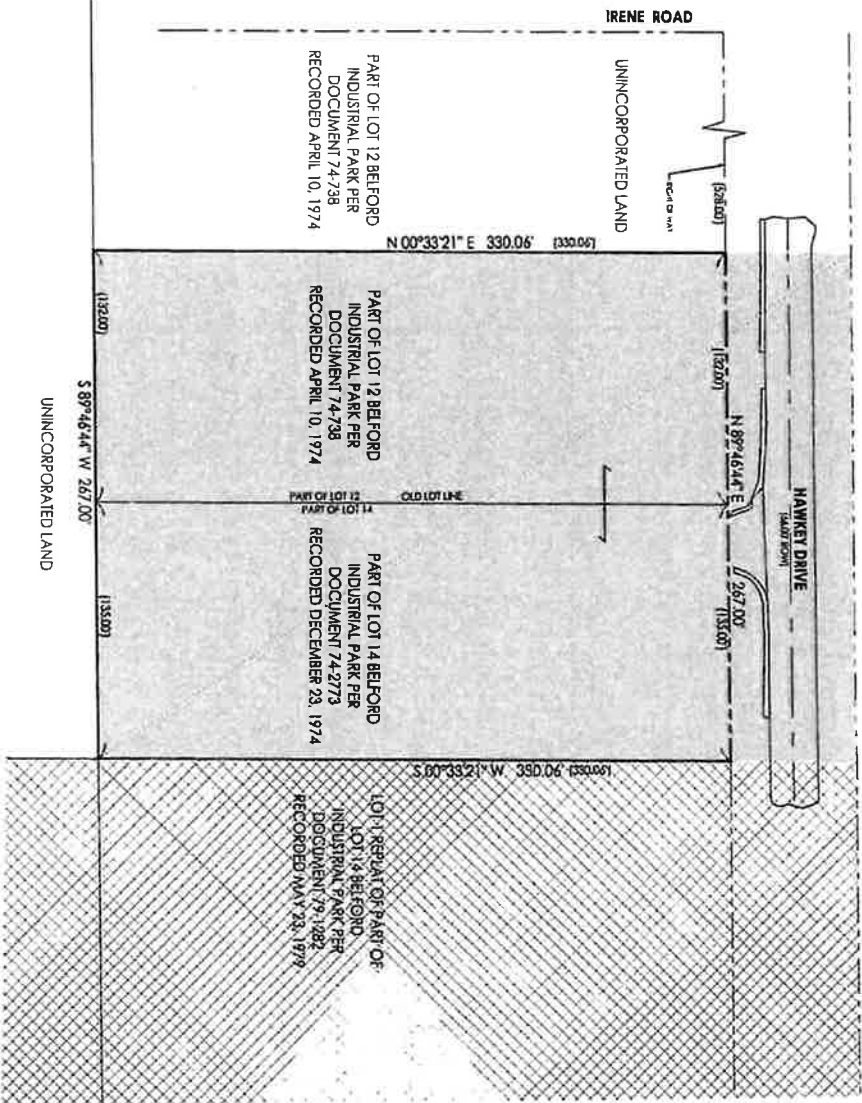 IRENE ROAD
HAWKEY DRIVE
UNINCORPORATED LAND
RIGHT OF WAY
(528.00)
(132.00)
N 89°46'44" E 267.00'
(135.00)
N 00°33'21" E 330.06' (330.06)
S 00°33'21" W 330.06' (330.06)
PART OF LOT 12 BELFORD
INDUSTRIAL PARK PER
DOCUMENT 74-738
RECORDED APRIL 10, 1974
PART OF LOT 12 BELFORD
INDUSTRIAL PARK PER
DOCUMENT 74-738
RECORDED APRIL 10, 1974
PART OF LOT 12 OLD LOT LINE
PART OF LOT 14
PART OF LOT 14 BELFORD
INDUSTRIAL PARK PER
DOCUMENT 74-2773
RECORDED DECEMBER 23, 1974
LOT 1 REPLAT OF PART OF
LOT 14 BELFORD
INDUSTRIAL PARK PER
DOCUMENT 79-1282
RECORDED MAY 23, 1979
(132.00)
(135.00)
S 89°46'44" W 267.00'
UNINCORPORATED LAND